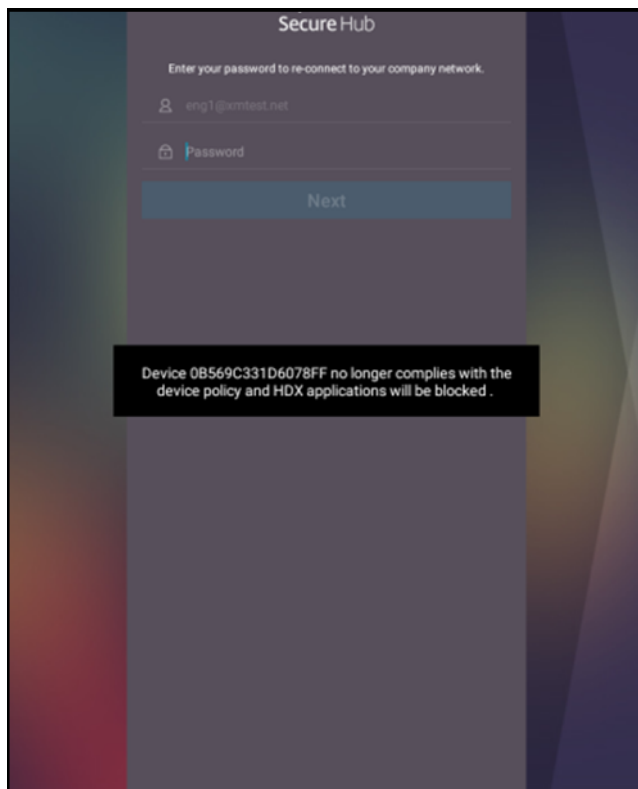 Secure Hub
Enter your password to re-connect to your company network.
eng1@xmtest.net
Password
Next
Device 0B569C331D6078FF no longer complies with the
device policy and HDX applications will be blocked .